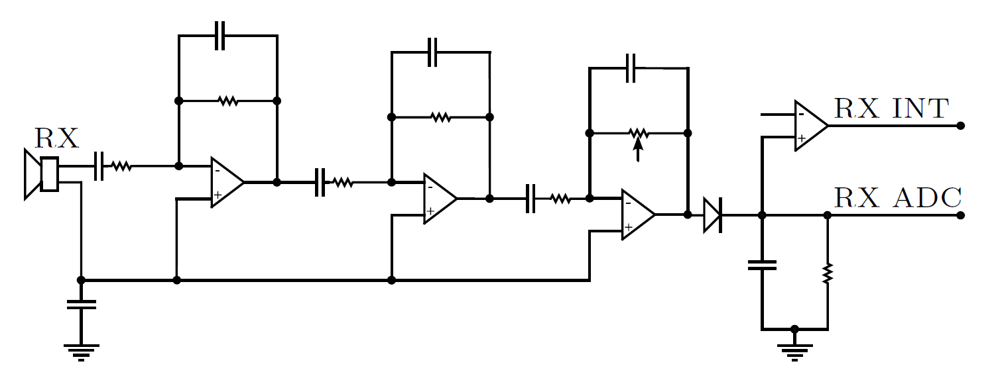 RX
-
+
-
+
-
+
-
+
RX INT
RX ADC